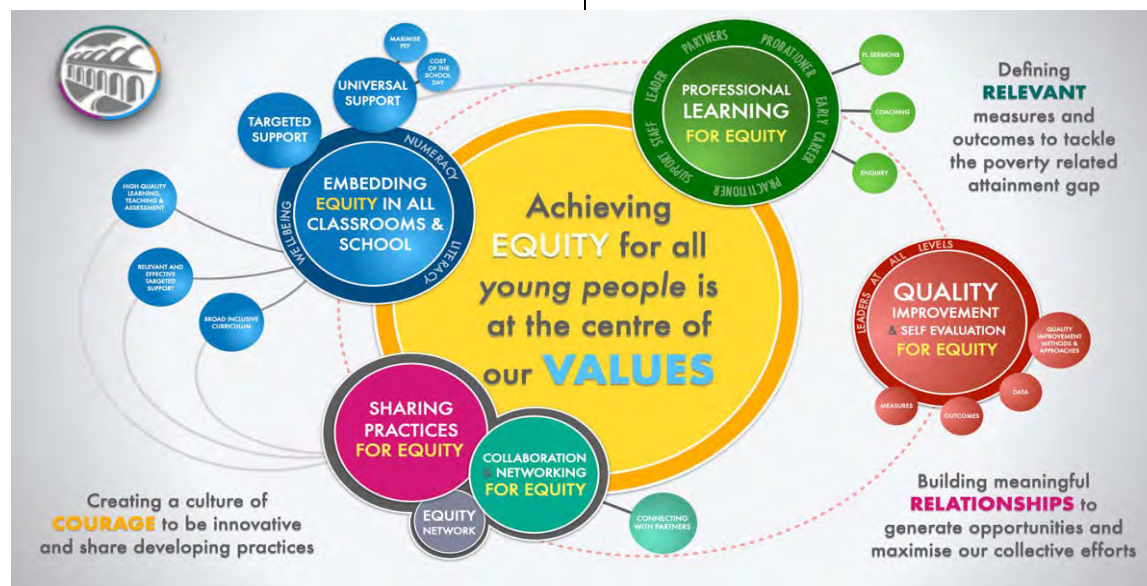 MAXIMISE
PEF
COST OF THE
SCHOOL
DAY
UNIVERSAL
SUPPORT
TARGETED
SUPPORT
NUMERACY
LITERACY
WELLBEING
EMBEDDING
EQUITY IN ALL
CLASSROOMS &
SCHOOL
HIGH-QUALITY
LEARNING,
TEACHING &
ASSESSMENT
RELEVANT AND
EFFECTIVE
TARGETED
SUPPORT
BROAD INCLUSIVE
CURRICULUM
Achieving
EQUITY for all
young people is
at the centre of
our VALUES
PARTNERS
PROBATIONER
EARLY CAREER
PRACTITIONER
SUPPORT STAFF
LEADER
PROFESSIONAL
LEARNING
FOR EQUITY
PL SESSIONS
COACHING
ENQUIRY
Defining
RELEVANT
measures and
outcomes to tackle
the poverty related
attainment gap
LEADERS AT ALL LEVELS
QUALITY
IMPROVEMENT
& SELF EVALUATION
FOR EQUITY
QUALITY
IMPROVEMENT
METHODS &
APPROACHES
DATA
OUTCOMES
MEASURES
SHARING
PRACTICES
FOR EQUITY
COLLABORATION
& NETWORKING
FOR EQUITY
EQUITY
NETWORK
CONNECTING
WITH PARTNERS
Creating a culture of
COURAGE to be innovative
and share developing practices
Building meaningful
RELATIONSHIPS to
generate opportunities and
maximise our collective efforts